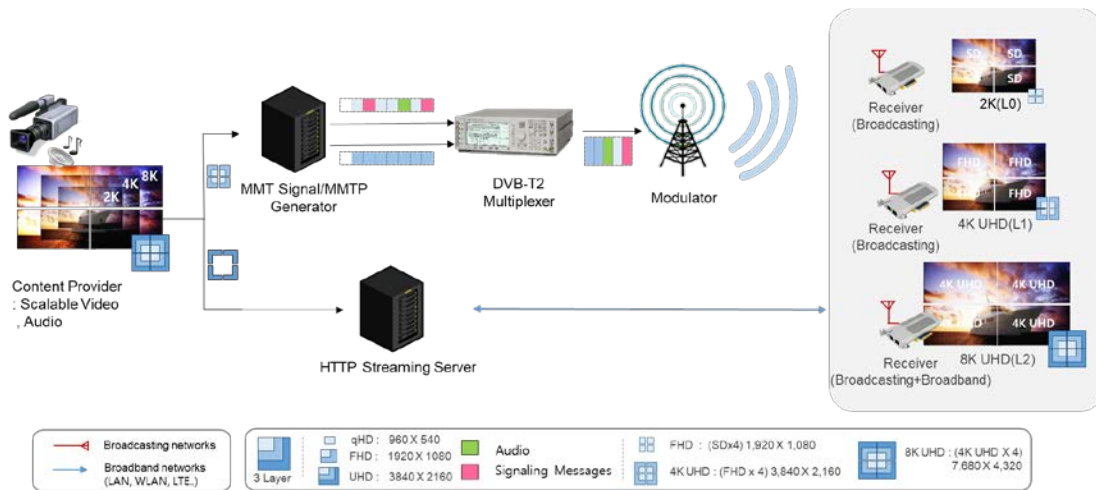 8K
4K
2K
Content Provider
: Scalable Video
, Audio
MMT Signal/MMTP
Generator
DVB-T2
Multiplexer
Modulator
HTTP Streaming Server
SD SD
SD
2K(L0)
Receiver
(Broadcasting)
FHD FHD
FHD
4K UHD(L1)
Receiver
(Broadcasting)
4K UHD 4K UHD
4K UHD
8K UHD(L2)
Receiver
(Broadcasting+Broadband)
Broadcasting networks
Broadband networks
(LAN, WLAN, LTE..)
3 Layer
qHD : 960 X 540
FHD : 1920 X 1080
UHD : 3840 X 2160
Audio
Signaling Messages
FHD : (SDx4) 1,920 X 1,080
4K UHD : (FHD x 4) 3,840 X 2,160
8K UHD : (4K UHD X 4)
7,680 X 4,320